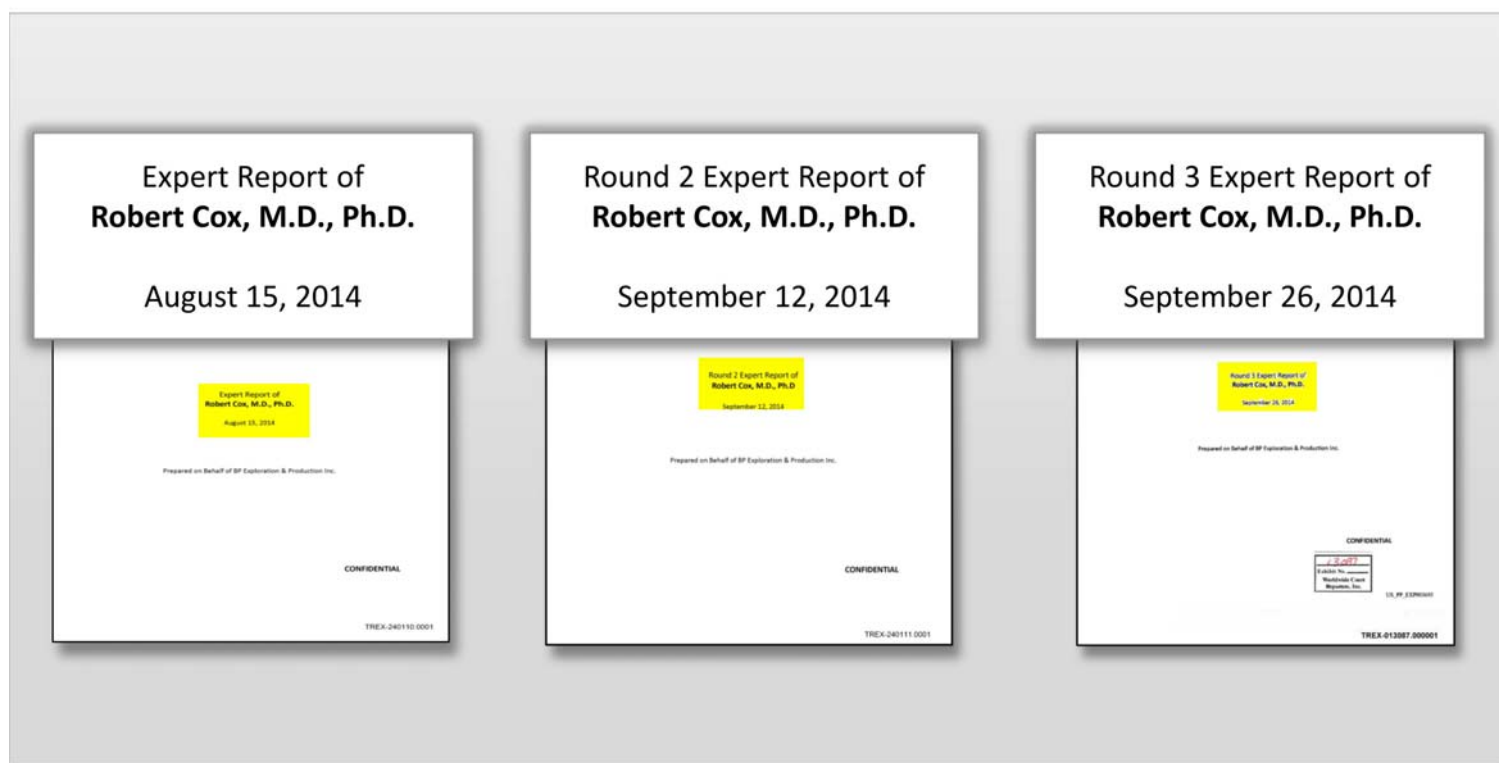 Expert Report of
Robert Cox, M.D., Ph.D.
August 15, 2014
Expert Report of
Robert Cox, M.D., Ph.D.
August 15, 2014
Prepared on Behalf of BP Exploration & Production Inc.
CONFIDENTIAL
TREX-240110.0001
Round 2 Expert Report of
Robert Cox, M.D., Ph.D.
September 12, 2014
Round 2 Expert Report of
Robert Cox, M.D., Ph.D
September 12, 2014
Prepared on Behalf of BP Exploration & Production Inc.
CONFIDENTIAL
TREX-240111.0001
Round 3 Expert Report of
Robert Cox, M.D., Ph.D.
September 26, 2014
Round 3 Expert Report of
Robert Cox, M.D., Ph.D.
September 26, 2014
Prepared on Behalf of BP Exploration & Production Inc.
CONFIDENTIAL
13087
Exhibit No.
Worldwide Court
Reporters, Inc.
TREX-013087.000001